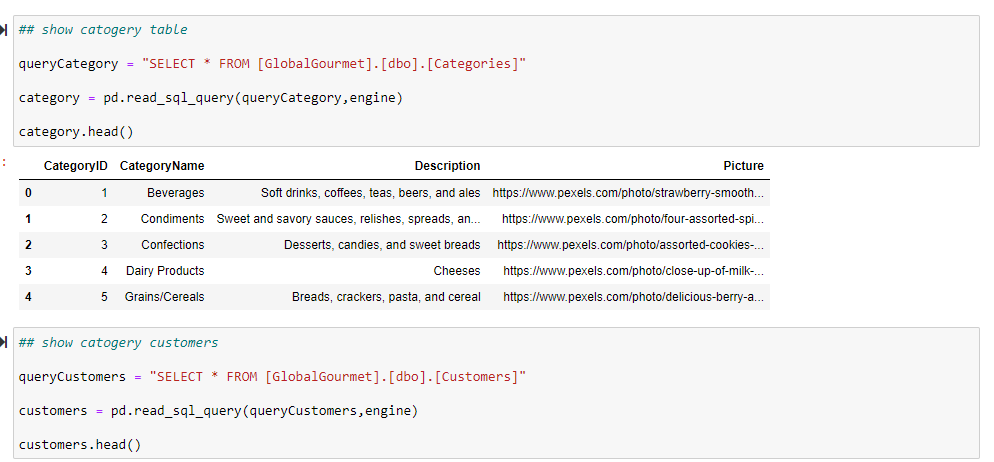 ## show catogery table
queryCategory = "SELECT * FROM [GlobalGourmet].[dbo].[Categories]"
category = pd.read_sql_query(queryCategory,engine)
category.head()
:
CategoryID CategoryName Description Picture
0 1 Beverages Soft drinks, coffees, teas, beers, and ales https://www.pexels.com/photo/strawberry-smooth...
1 2 Condiments Sweet and savory sauces, relishes, spreads, an... https://www.pexels.com/photo/four-assorted-spi...
2 3 Confections Desserts, candies, and sweet breads https://www.pexels.com/photo/assorted-cookies-...
3 4 Dairy Products Cheeses https://www.pexels.com/photo/close-up-of-milk-...
4 5 Grains/Cereals Breads, crackers, pasta, and cereal https://www.pexels.com/photo/delicious-berry-a...
## show catogery customers
queryCustomers = "SELECT * FROM [GlobalGourmet].[dbo].[Customers]"
customers = pd.read_sql_query(queryCustomers,engine)
customers.head()